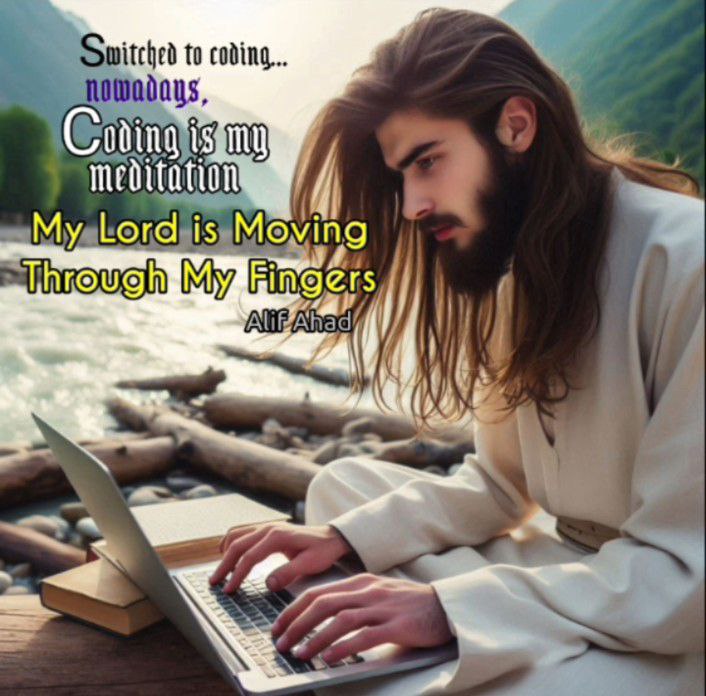 Switched to coding...
nowadays,
Coding is my
meditation
My Lord is Moving
Through My Fingers
Alif Ahad